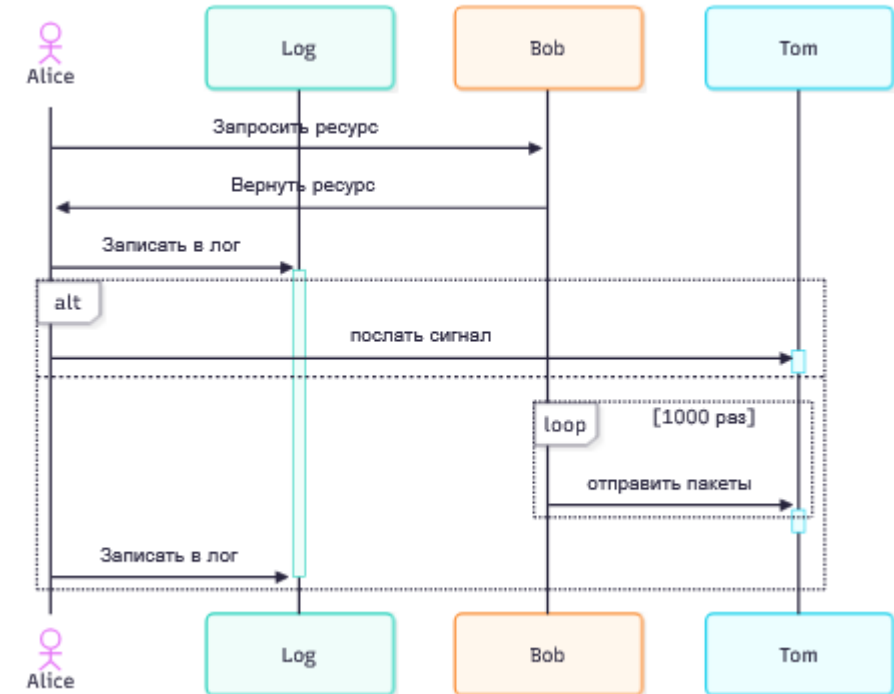 Log
Bob
Tom
Alice
Запросить ресурс
Вернуть ресурс
Записать в лог
alt
послать сигнал
loop
[1000 раз]
отправить пакеты
Записать в лог
Alice
Log
Bob
Tom